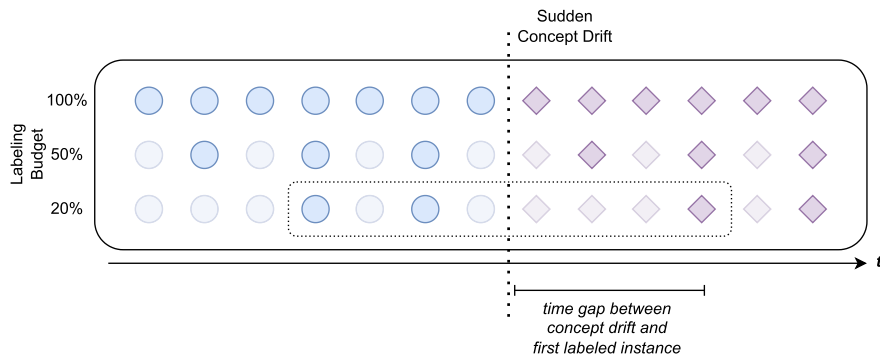 Sudden
Concept Drift
Labeling
Budget
100%
50%
20%
t
time gap between
concept drift and
first labeled instance